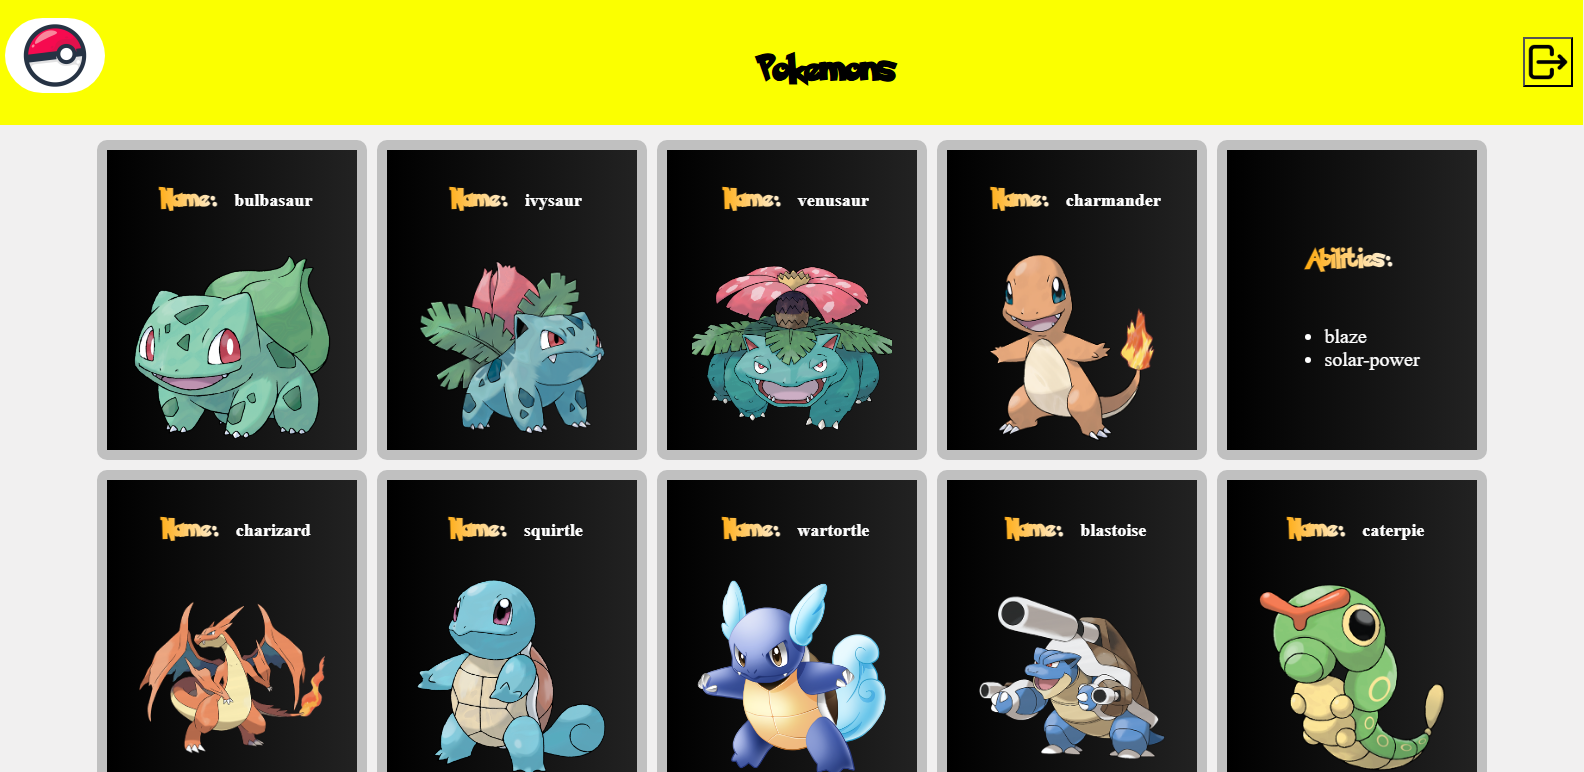 Pokemons
Name: bulbasaur
Name: ivysaur
Name: venusaur
Name: charmander
Abilities:
• blaze
• solar-power
Name: charizard
Name: squirtle
Name: wartortle
Name: blastoise
Name: caterpie